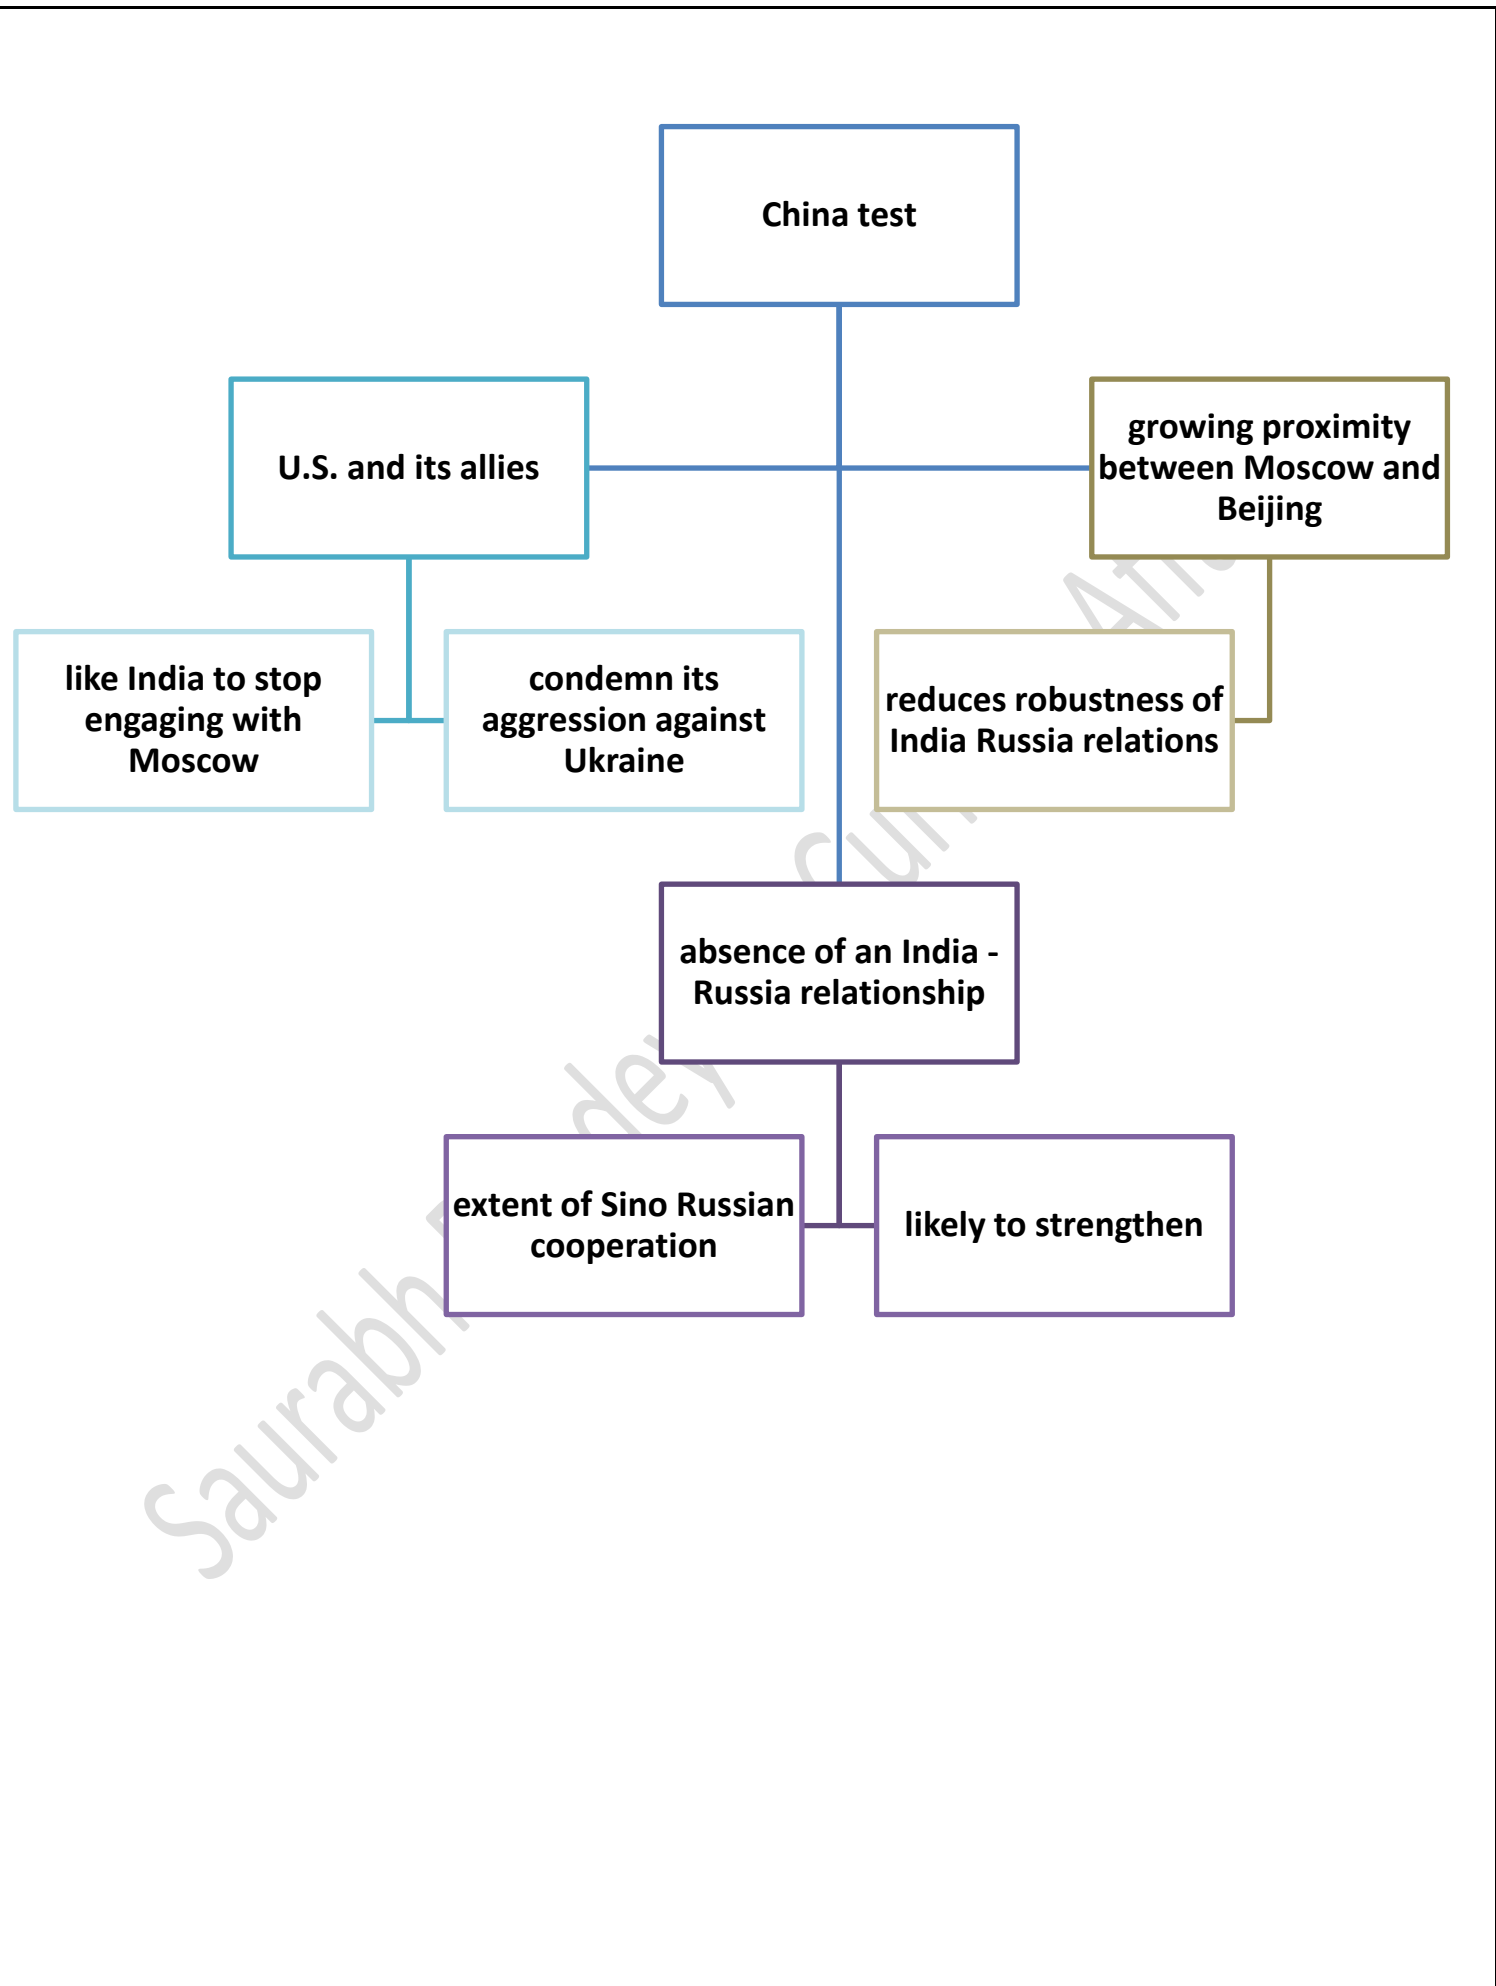 China test
U.S. and its allies
growing proximity
between Moscow and
Beijing
like India to stop
engaging with
Moscow
condemn its
aggression against
Ukraine
reduces robustness of
India Russia relations
absence of an India -
Russia relationship
extent of Sino Russian
cooperation
likely to strengthen
Saurabh